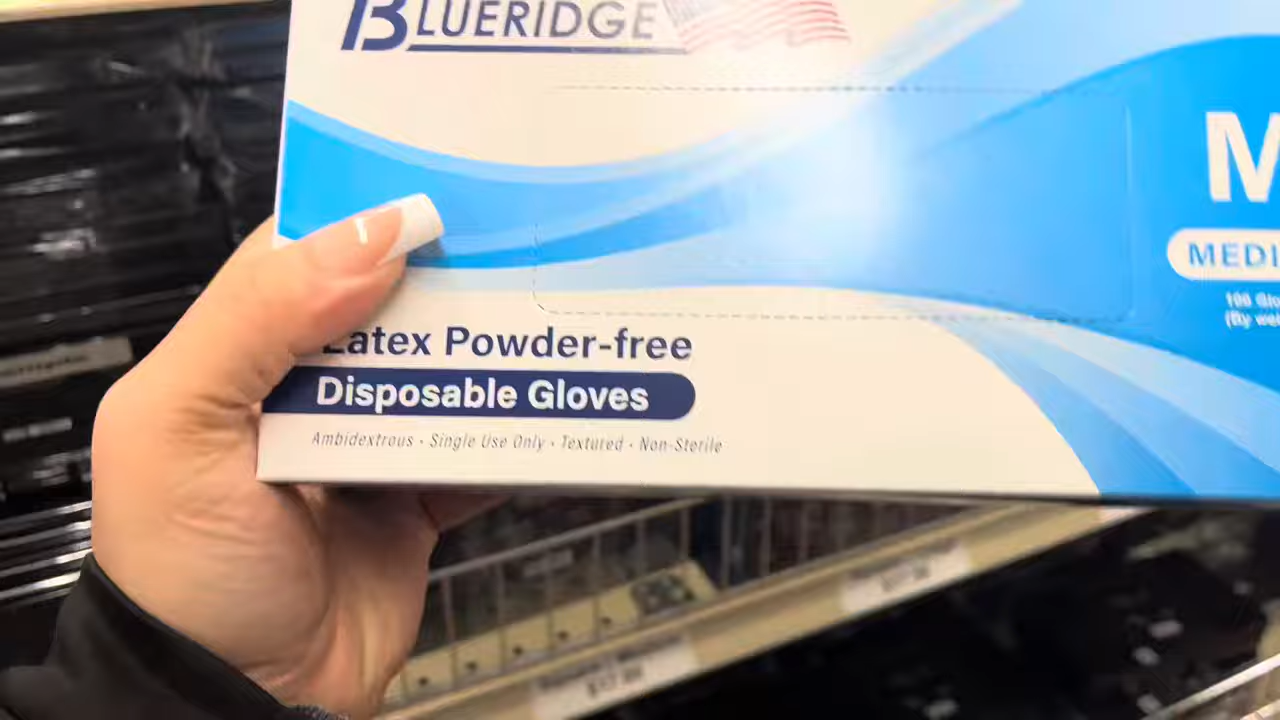 BLUERIDGE
M
MEDI
100 Glo
(By wei
Latex Powder-free
Disposable Gloves
Ambidextrous · Single Use Only · Textured · Non-Sterile